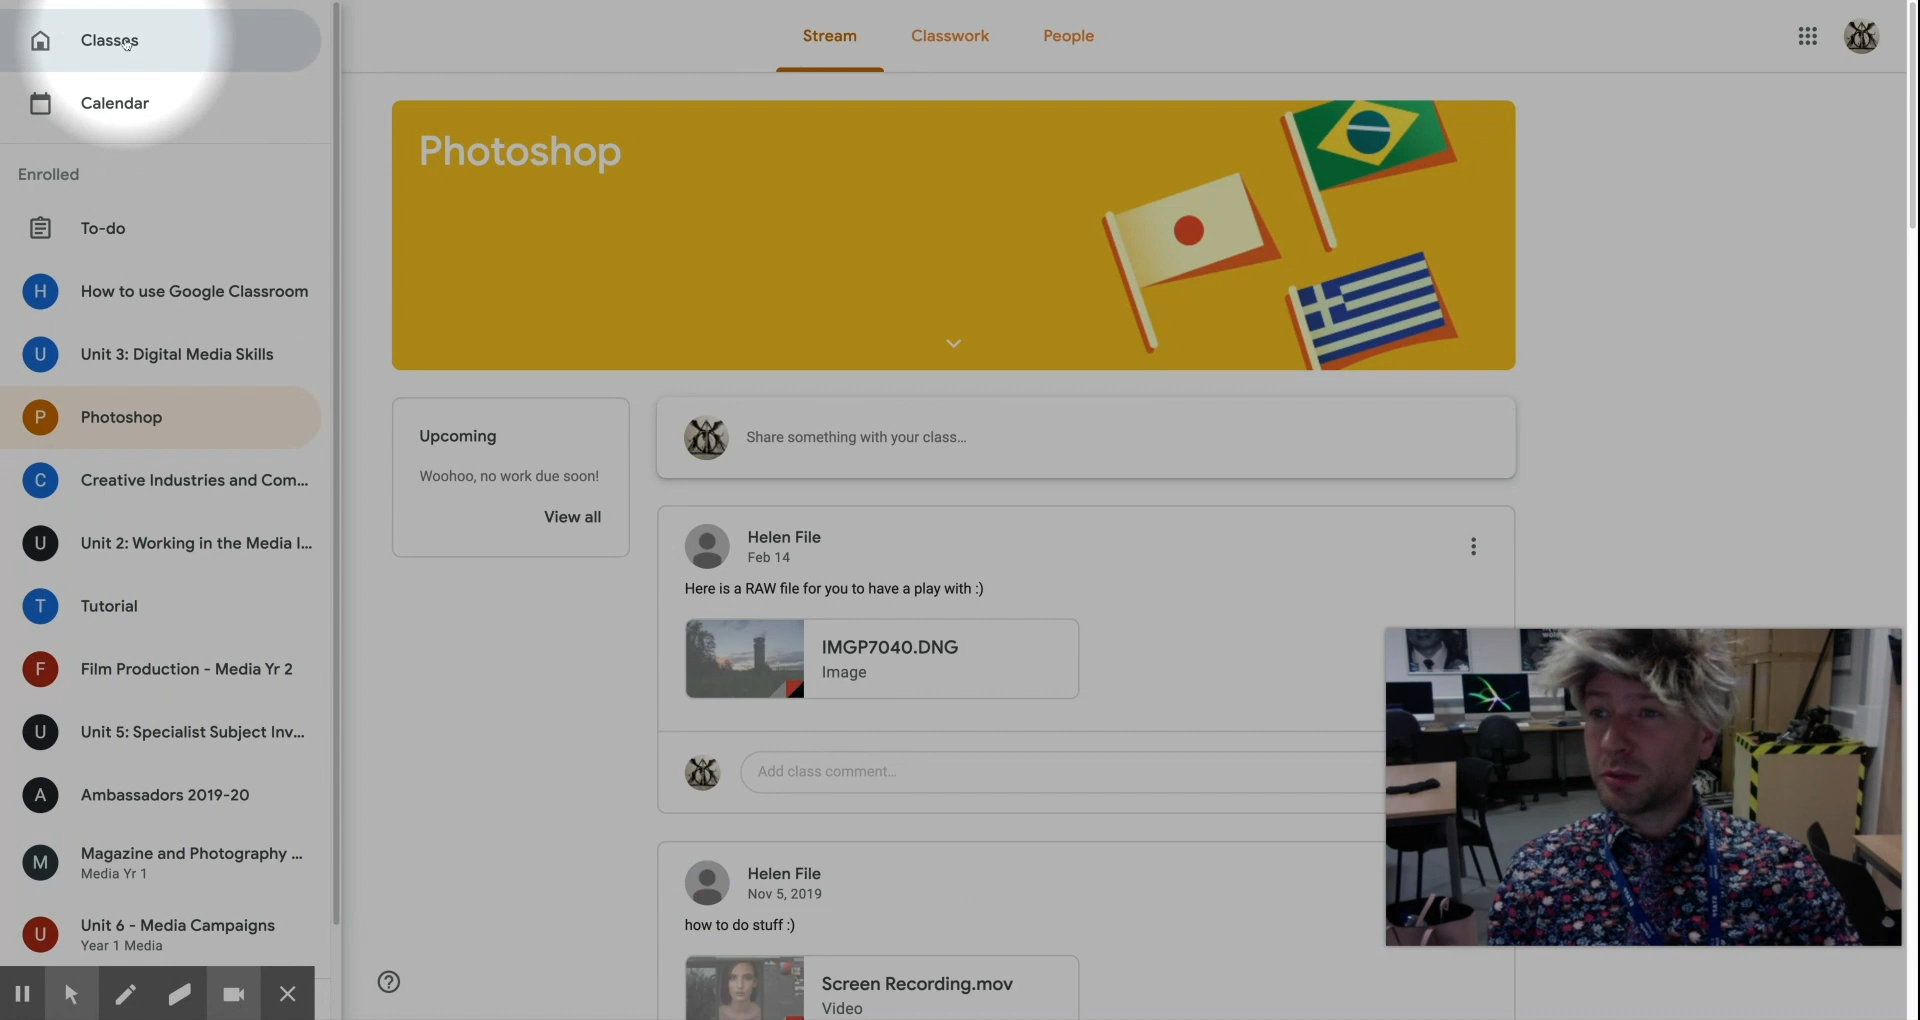 Classes
Calendar
Enrolled
To-do
H How to use Google Classroom
U Unit 3: Digital Media Skills
P Photoshop
C Creative Industries and Com...
U Unit 2: Working in the Media I...
T Tutorial
F Film Production - Media Yr 2
U Unit 5: Specialist Subject Inv...
A Ambassadors 2019-20
M Magazine and Photography ...
Media Yr 1
U Unit 6 - Media Campaigns
Year 1 Media
Stream Classwork People
Photoshop
Upcoming
Woohoo, no work due soon!
View all
Share something with your class...
Helen File
Feb 14
Here is a RAW file for you to have a play with :)
IMGP7040.DNG
Image
Add class comment...
Helen File
Nov 5, 2019
how to do stuff :)
Screen Recording.mov
Video